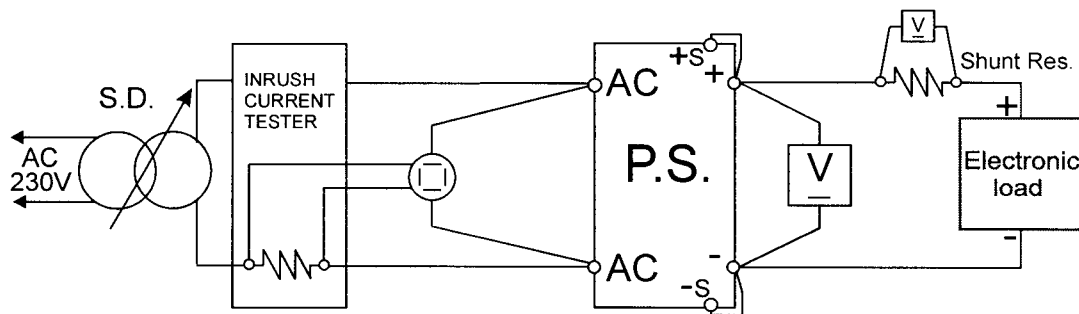 S.D.
AC
230V
INRUSH
CURRENT
TESTER
AC
AC
P.S.
+S
+
-
-S
V
V
Shunt Res.
+
Electronic
load
-